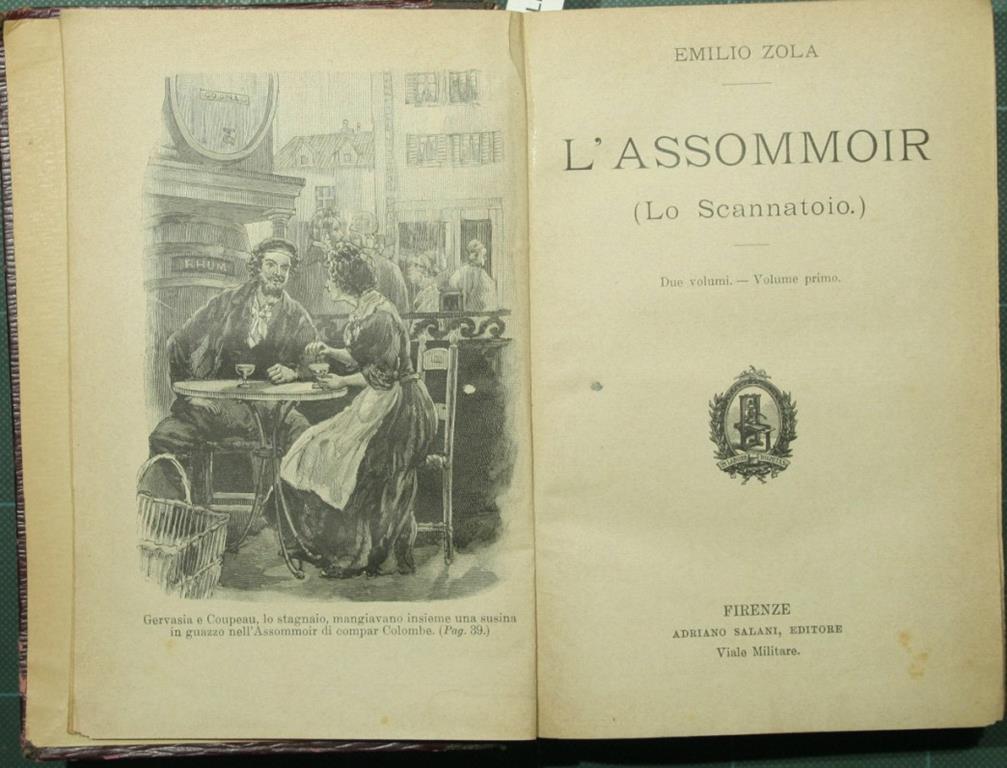 COGNAC
RHUM
Gervasia e Coupeau, lo stagnaio, mangiavano insieme una susina
in guazzo nell'Assommoir di compar Colombe. (Pag. 39.)
EMILIO ZOLA
L'ASSOMMOIR
(Lo Scannatoio.)
Due volumi. — Volume primo.
FIRENZE
ADRIANO SALANI, EDITORE
Viale Militare.